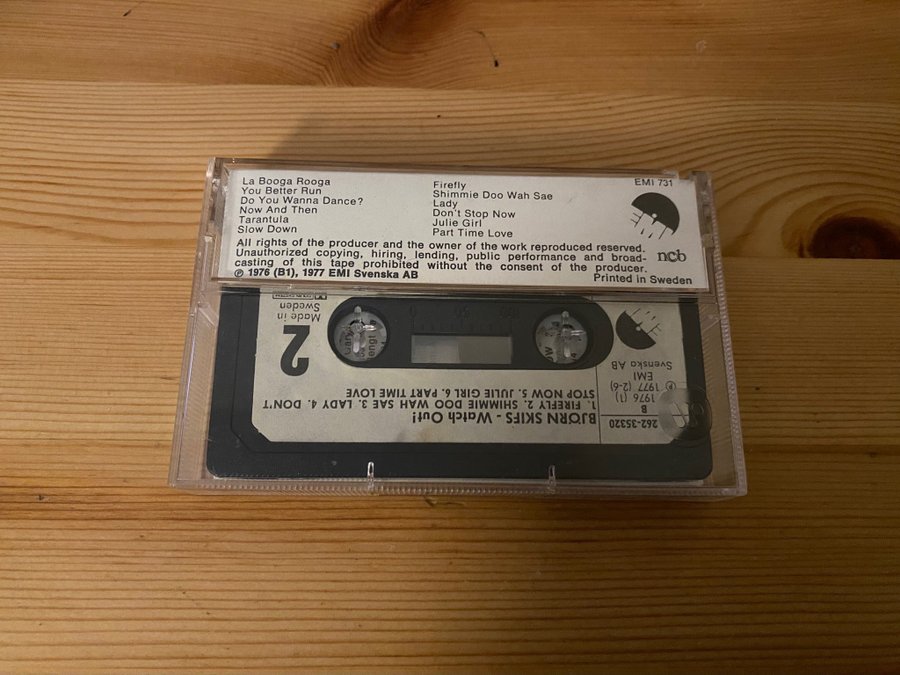 La Booga Rooga
You Better Run
Do You Wanna Dance?
Now And Then
Tarantula
Slow Down
Firefly
Shimmie Doo Wah Sae
Lady
Don't Stop Now
Julie Girl
Part Time Love
EMI 731
ncb
All rights of the producer and the owner of the work reproduced reserved.
Unauthorized copying, hiring, lending, public performance and broad-
casting of this tape prohibited without the consent of the producer.
℗ 1976 (B1), 1977 EMI Svenska AB
Printed in Sweden
BJÖRN SKIFS - Watch Out!
1. FIREFLY 2. SHIMMIE DOO WAH SAE 3. LADY 4. DON'T
STOP NOW 5. JULIE GIRL 6. PART TIME LOVE
262-35320
B
1976 (1)
℗ 1977 (2-6)
EMI
Svenska AB
2
Made in
Sweden
0 50 100